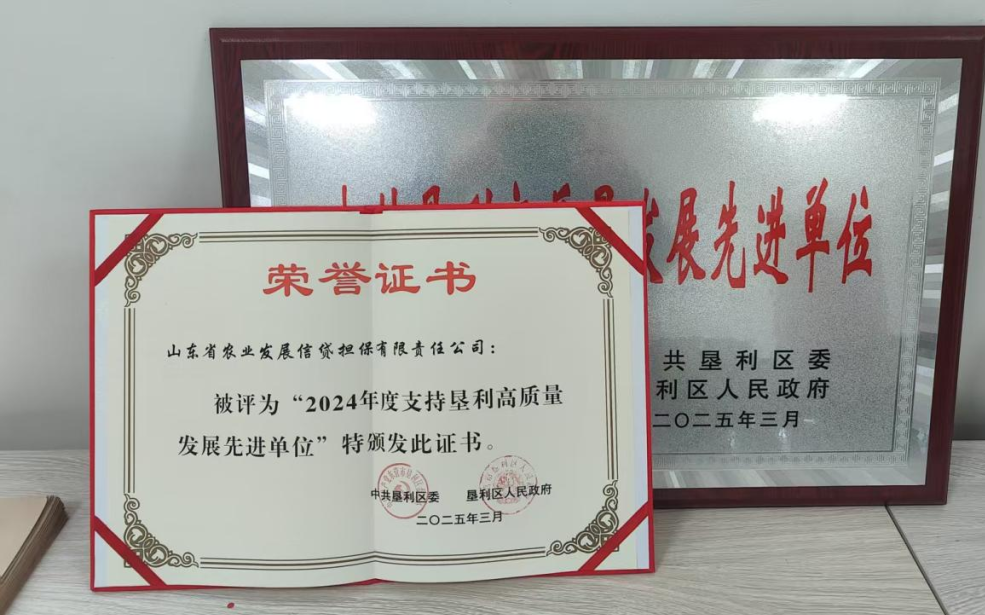 荣誉证书
山东省农业发展信贷担保有限责任公司：
被评为“2024年度支持垦利高质量
发展先进单位”特颁发此证书。
中共垦利区委 垦利区人民政府
二〇二五年三月
发展先进单位
共垦利区委
利区人民政府
二〇二五年三月